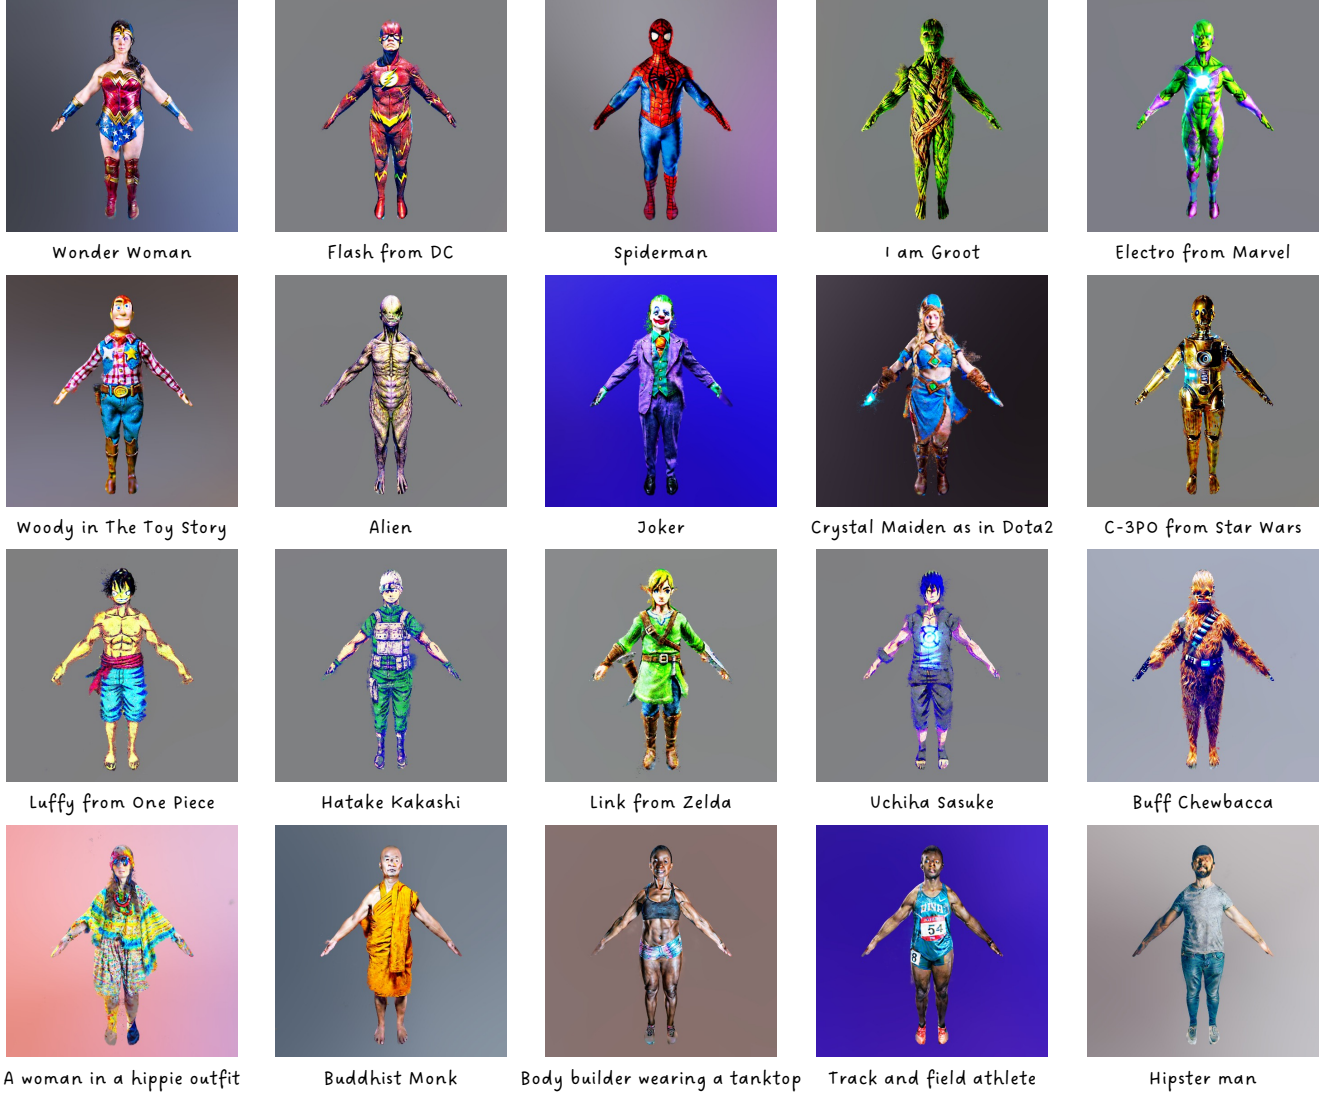 Wonder Woman
Flash from DC
Spiderman
I am Groot
Electro from Marvel
Woody in The Toy Story
Alien
Joker
Crystal Maiden as in Dota2
C-3PO from Star Wars
Luffy from One Piece
Hatake Kakashi
Link from Zelda
Uchiha Sasuke
Buff Chewbacca
54
8
A woman in a hippie outfit
Buddhist Monk
Body builder wearing a tanktop
Track and field athlete
Hipster man